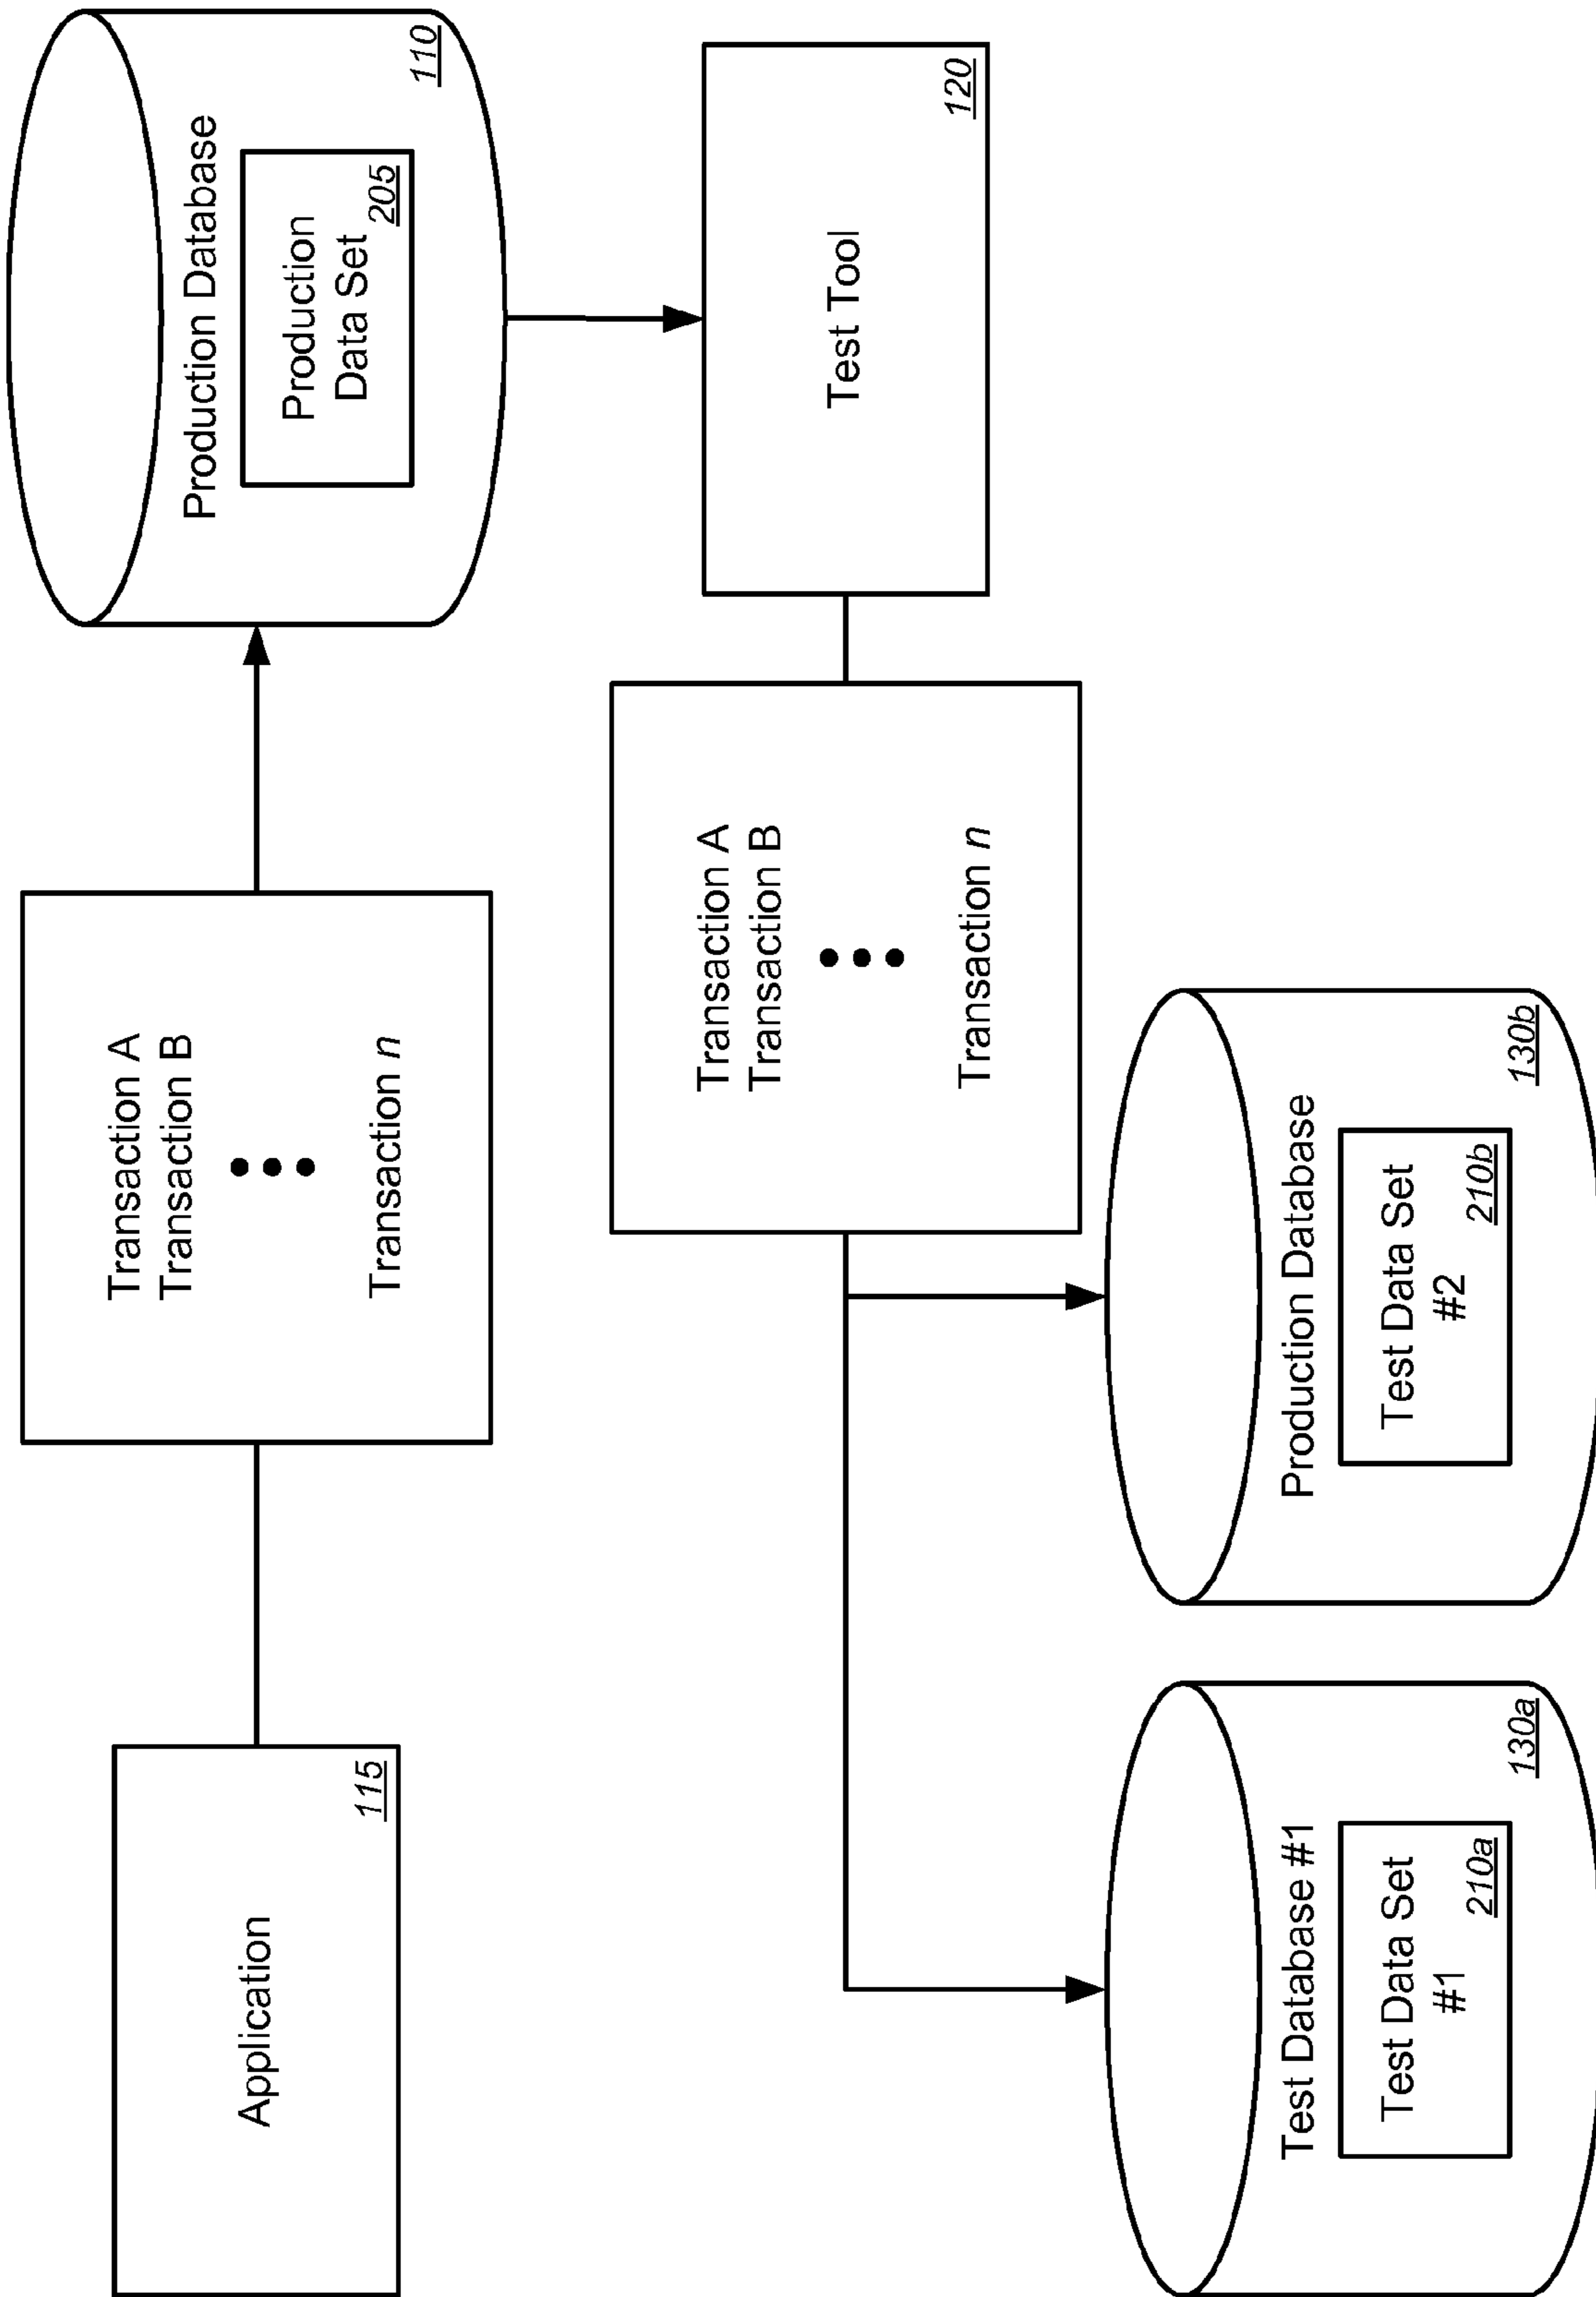 Application
115
Transaction A
Transaction B
Transaction n
Production Database
Production
Data Set
205
110
Test Tool
120
Transaction A
Transaction B
Transaction n
Test Database #1
Test Data Set
#1
210a
130a
Production Database
Test Data Set
#2
210b
130b